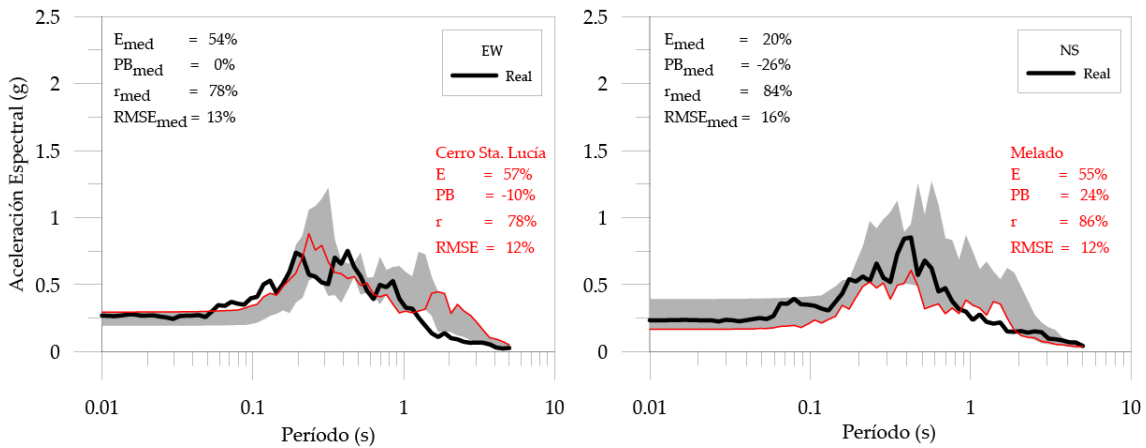 Aceleración Espectral (g)
2.5
2
1.5
1
0.5
0
E_med = 54%
PB_med = 0%
r_med = 78%
RMSE_med = 13%
EW
Real
Cerro Sta. Lucía
E = 57%
PB = -10%
r = 78%
RMSE = 12%
0.01 0.1 1 10
Período (s)
2.5
2
1.5
1
0.5
0
E_med = 20%
PB_med = -26%
r_med = 84%
RMSE_med = 16%
NS
Real
Melado
E = 55%
PB = 24%
r = 86%
RMSE = 12%
0.01 0.1 1 10
Período (s)